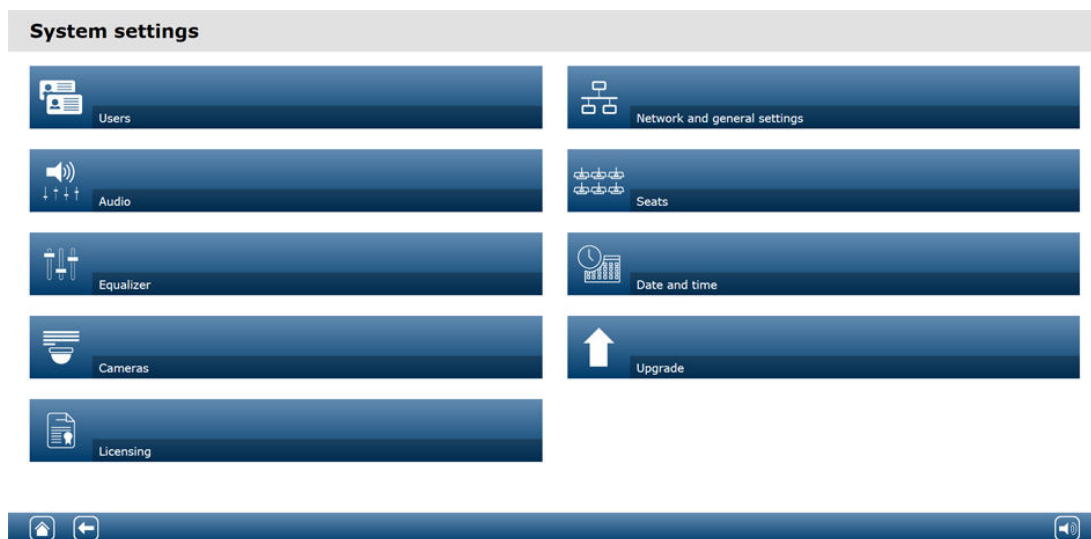 System settings
Users
Network and general settings
Audio
Seats
Equalizer
Date and time
Cameras
Upgrade
Licensing